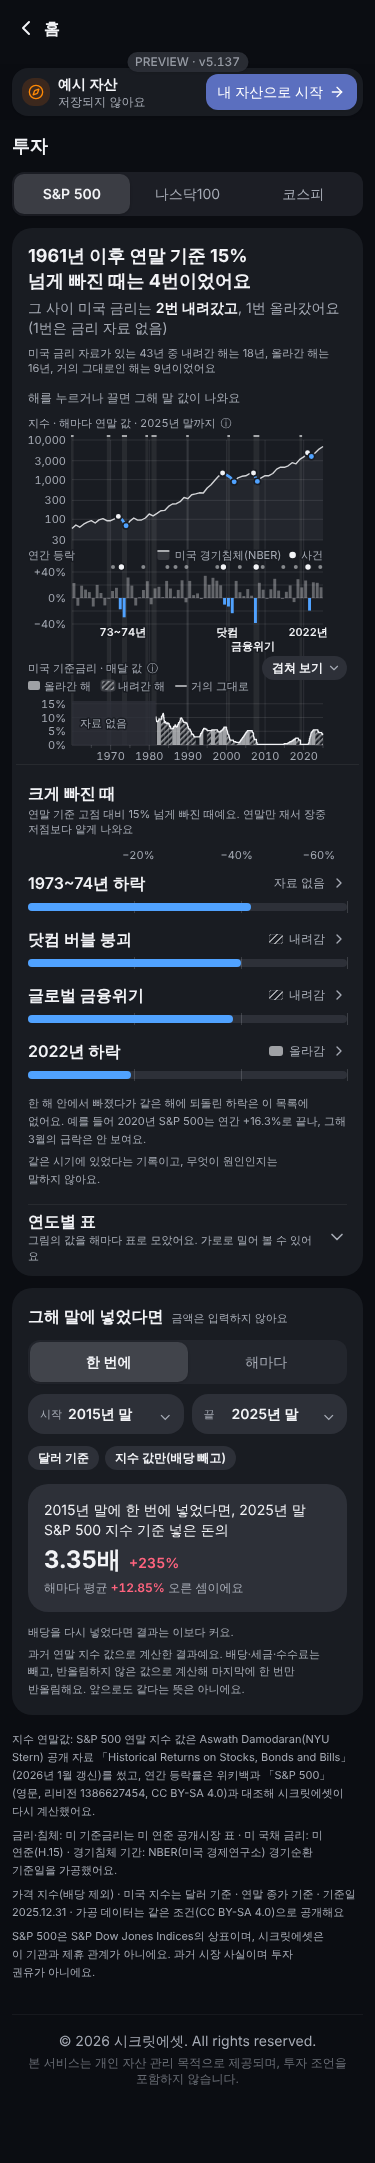 홈
PREVIEW · v5.137
예시 자산
저장되지 않아요
내 자산으로 시작 →
투자
S&P 500
나스닥100
코스피
1961년 이후 연말 기준 15%
넘게 빠진 때는 4번이었어요
그 사이 미국 금리는 2번 내려갔고, 1번 올라갔어요
(1번은 금리 자료 없음)
미국 금리 자료가 있는 43년 중 내려간 해는 18년, 올라간 해는
16년, 거의 그대로인 해는 9년이었어요
해를 누르거나 끌면 그해 말 값이 나와요
지수 · 해마다 연말 값 · 2025년 말까지 ⓘ
10,000
3,000
1,000
300
100
30
연간 등락
미국 경기침체(NBER)
사건
+40%
0%
−40%
73~74년
닷컴
2022년
금융위기
미국 기준금리 · 매달 값 ⓘ
겹쳐 보기
올라간 해
내려간 해
거의 그대로
15%
10%
5%
0%
자료 없음
1970
1980
1990
2000
2010
2020
크게 빠진 때
연말 기준 고점 대비 15% 넘게 빠진 때예요. 연말만 재서 장중
저점보다 얕게 나와요
−20%
−40%
−60%
1973~74년 하락
자료 없음
닷컴 버블 붕괴
내려감
글로벌 금융위기
내려감
2022년 하락
올라감
한 해 안에서 빠졌다가 같은 해에 되돌린 하락은 이 목록에
없어요. 예를 들어 2020년 S&P 500는 연간 +16.3%로 끝나, 그해
3월의 급락은 안 보여요.
같은 시기에 있었다는 기록이고, 무엇이 원인인지는
말하지 않아요.
연도별 표
그림의 값을 해마다 표로 모았어요. 가로로 밀어 볼 수 있어
요
그해 말에 넣었다면
금액은 입력하지 않아요
한 번에
해마다
시작
2015년 말
끝
2025년 말
달러 기준
지수 값만(배당 빼고)
2015년 말에 한 번에 넣었다면, 2025년 말
S&P 500 지수 기준 넣은 돈의
3.35배 +235%
해마다 평균 +12.85% 오른 셈이에요
배당을 다시 넣었다면 결과는 이보다 커요.
과거 연말 지수 값으로 계산한 결과예요. 배당·세금·수수료는
빼고, 반올림하지 않은 값으로 계산해 마지막에 한 번만
반올림해요. 앞으로도 같다는 뜻은 아니에요.
지수 연말값: S&P 500 연말 지수 값은 Aswath Damodaran(NYU
Stern) 공개 자료 「Historical Returns on Stocks, Bonds and Bills」
(2026년 1월 갱신)를 썼고, 연간 등락률은 위키백과 「S&P 500」
(영문, 리비전 1386627454, CC BY-SA 4.0)과 대조해 시크릿에셋이
다시 계산했어요.
금리·침체: 미 기준금리는 미 연준 공개시장 표 · 미 국채 금리: 미
연준(H.15) · 경기침체 기간: NBER(미국 경제연구소) 경기순환
기준일을 가공했어요.
가격 지수(배당 제외) · 미국 지수는 달러 기준 · 연말 종가 기준 · 기준일
2025.12.31 · 가공 데이터는 같은 조건(CC BY-SA 4.0)으로 공개해요
S&P 500은 S&P Dow Jones Indices의 상표이며, 시크릿에셋은
이 기관과 제휴 관계가 아니에요. 과거 시장 사실이며 투자
권유가 아니에요.
© 2026 시크릿에셋. All rights reserved.
본 서비스는 개인 자산 관리 목적으로 제공되며, 투자 조언을
포함하지 않습니다.